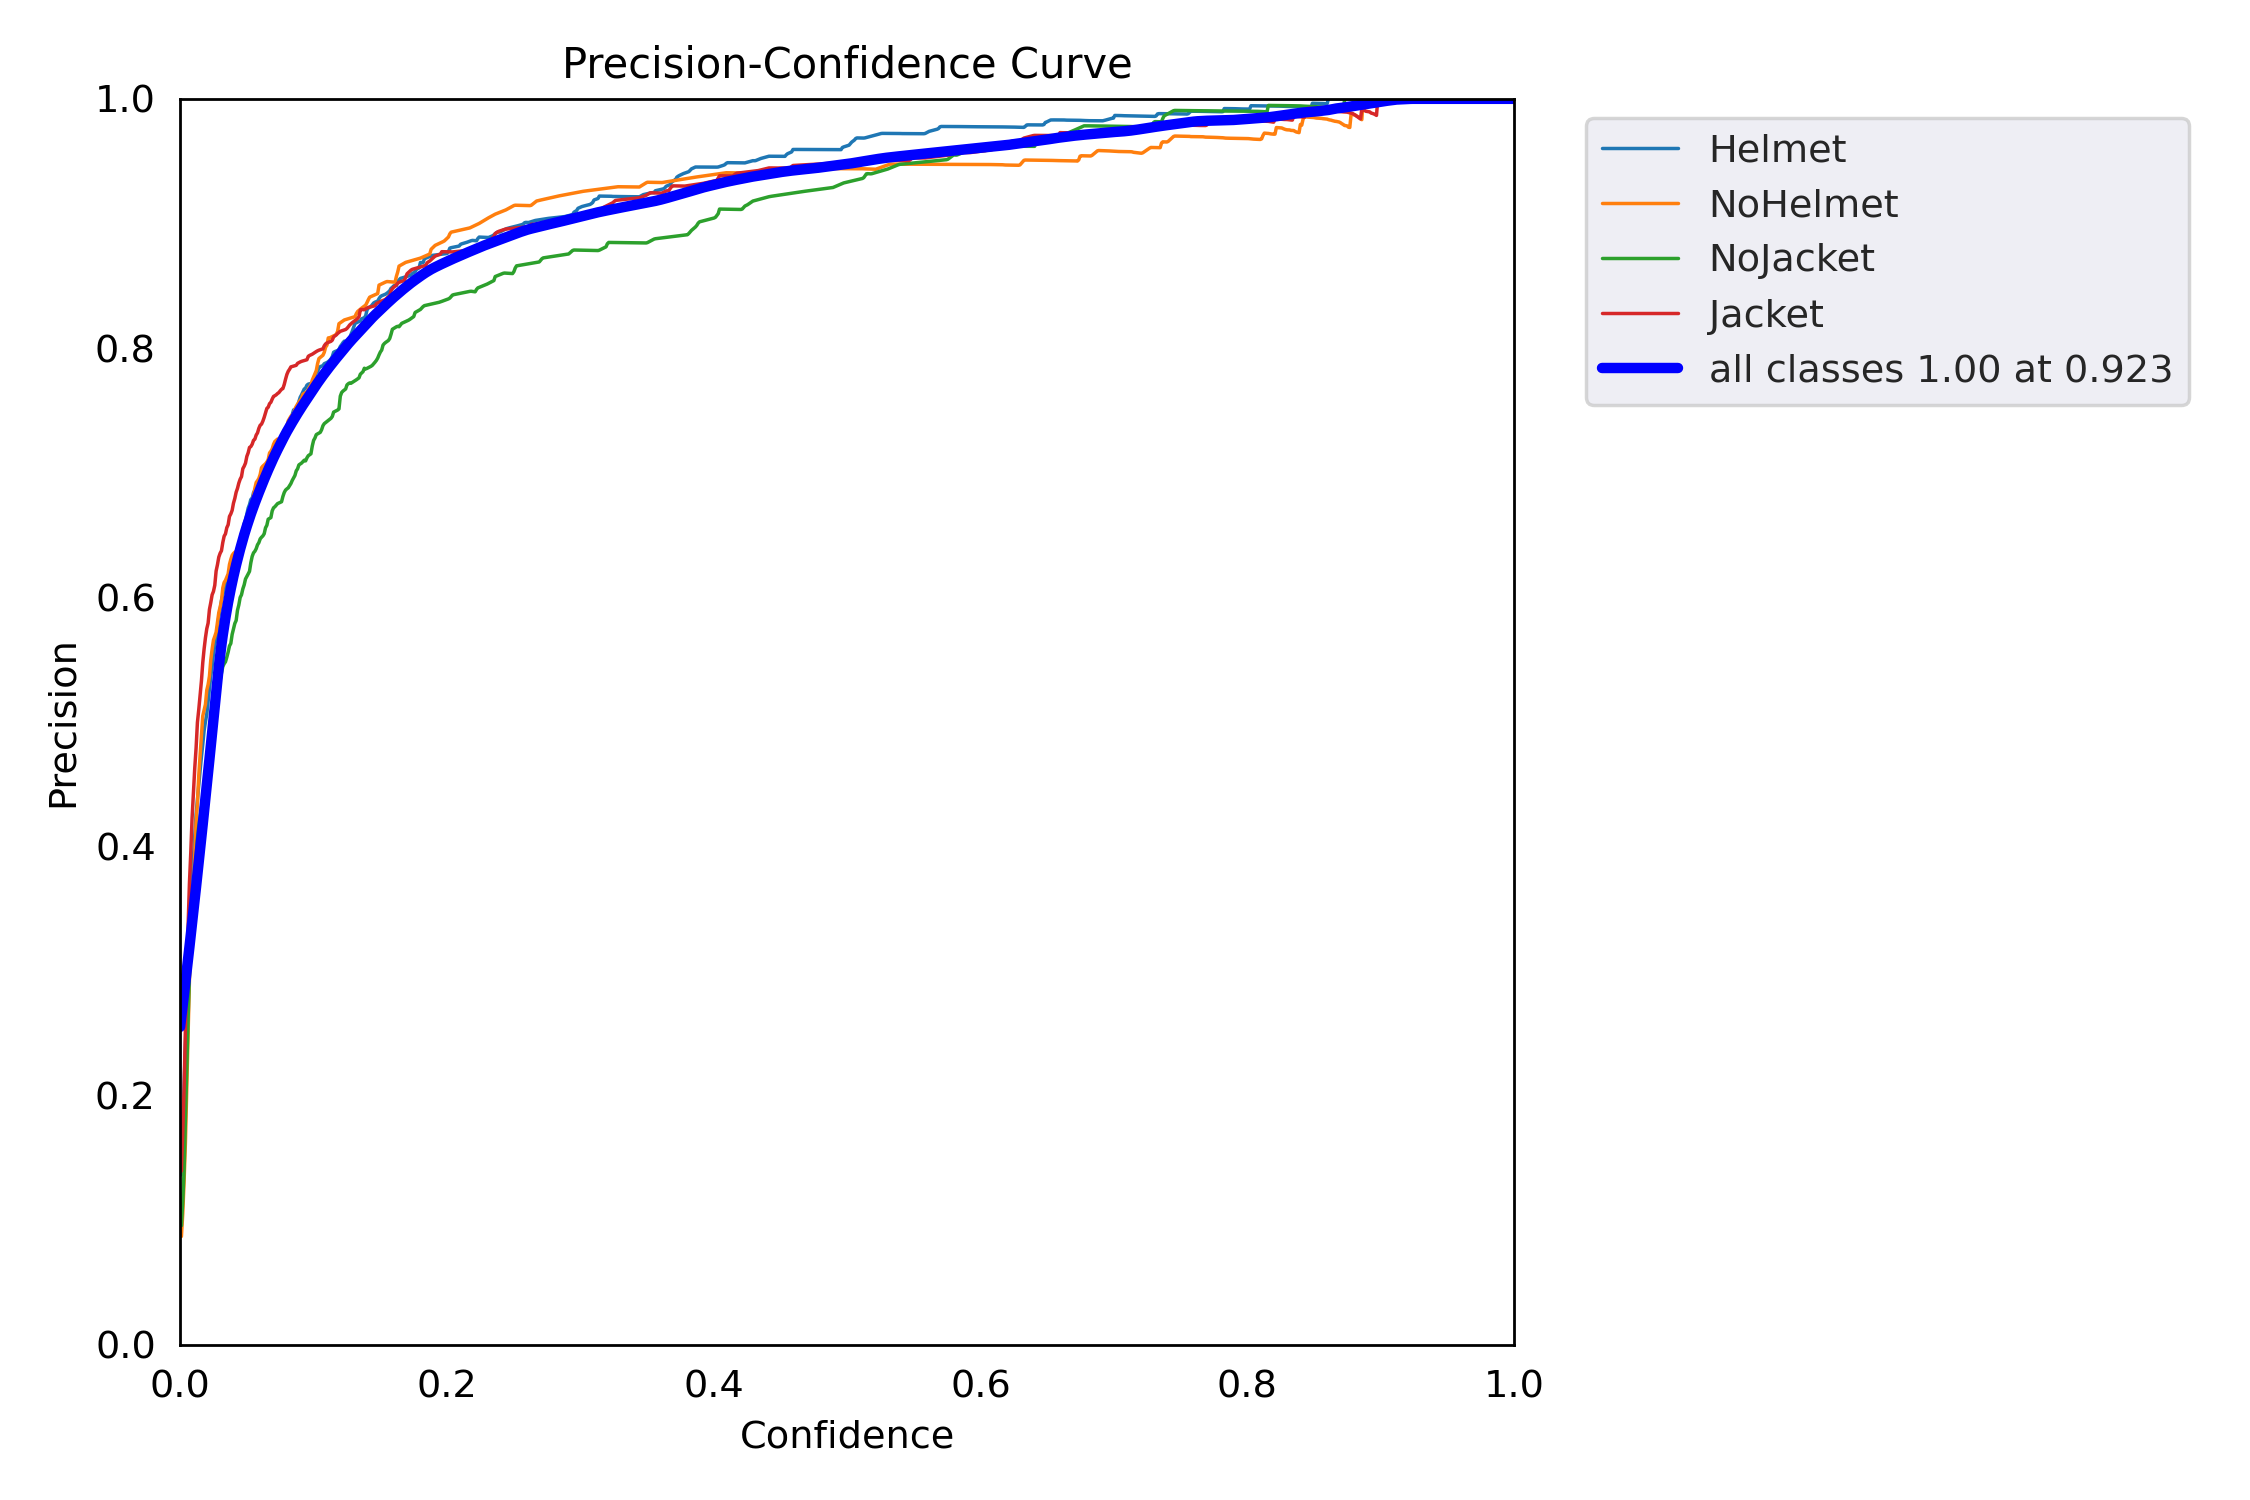 Precision-Confidence Curve
1.0
0.8
0.6
0.4
0.2
0.0
Precision
0.0 0.2 0.4 0.6 0.8 1.0
Confidence
Helmet
NoHelmet
NoJacket
Jacket
all classes 1.00 at 0.923